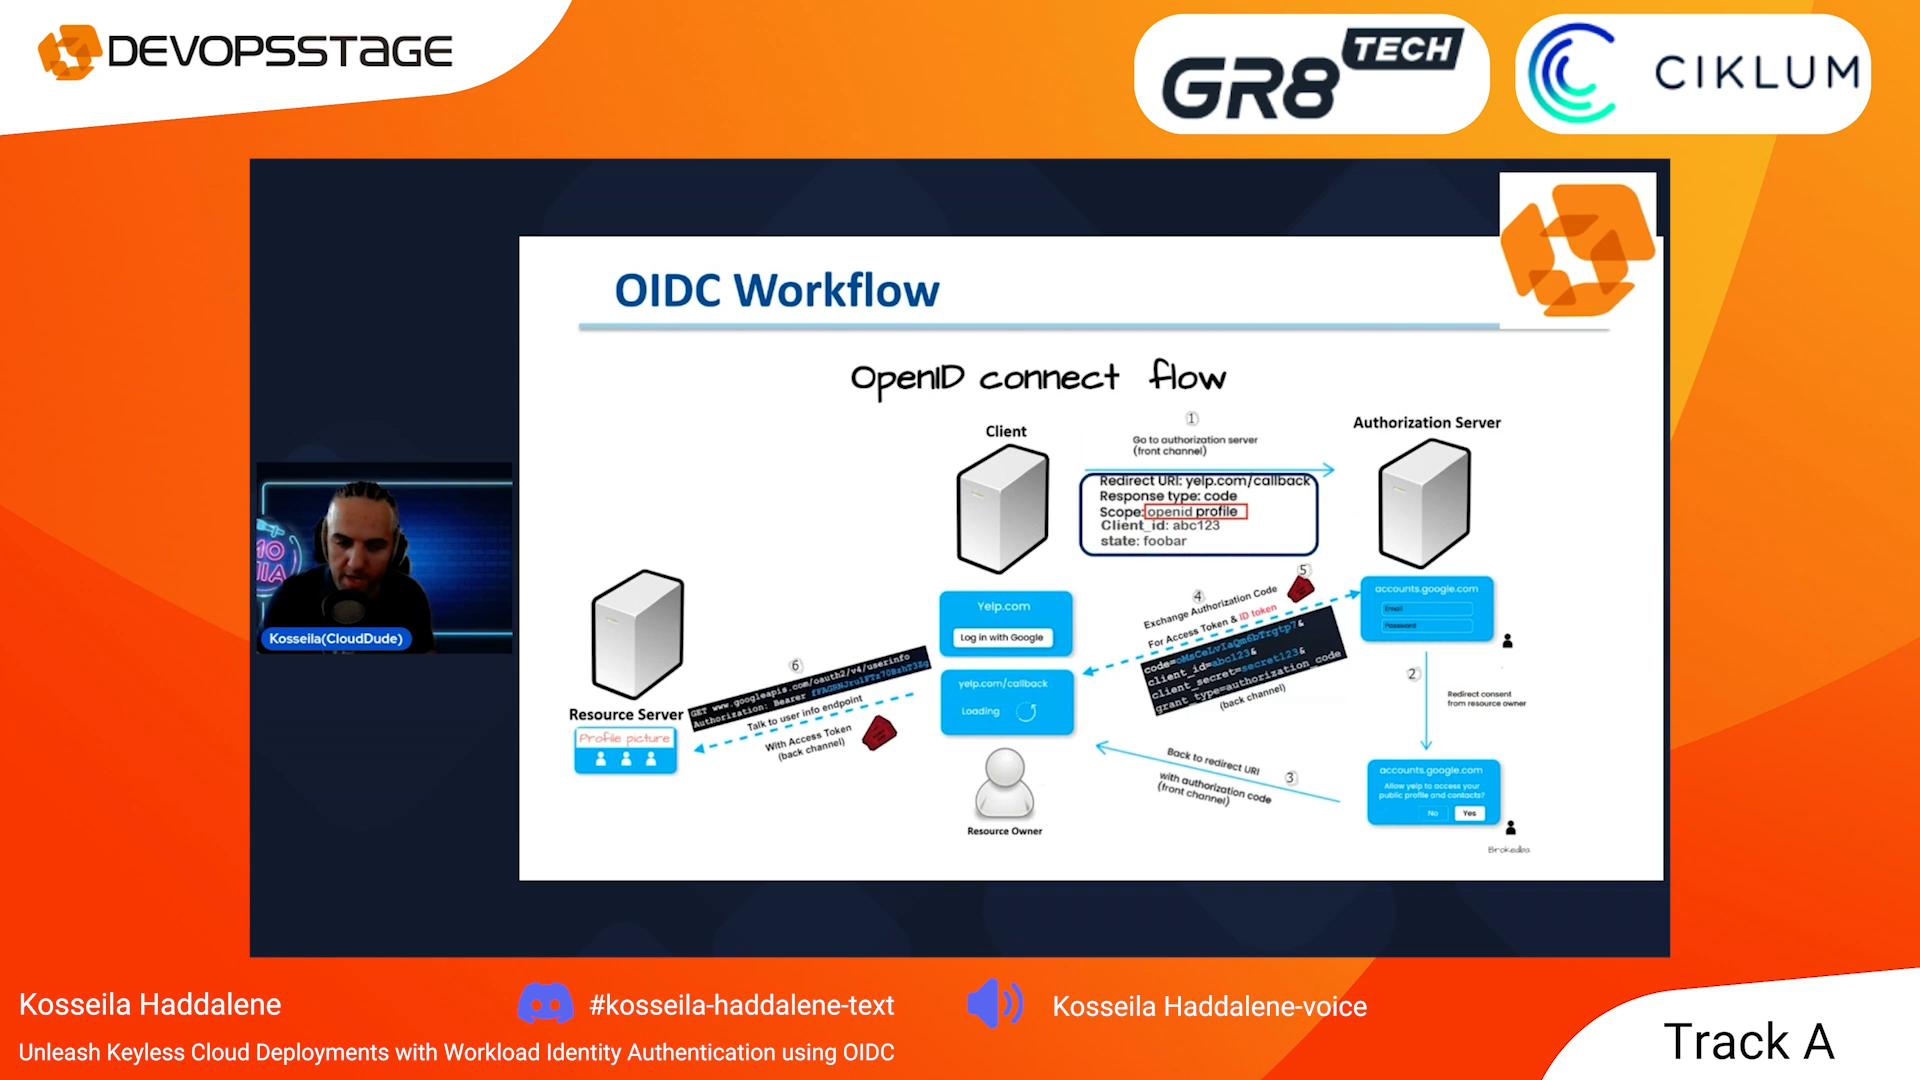 DEVOPSSTAGE
GR8 TECH
CIKLUM
OIDC Workflow
OpenID connect flow
Client
1
Go to authorization server
(front channel)
Authorization Server
Redirect URI: yelp.com/callback
Response type: code
Scope: openid profile
Client_id: abc123
state: foobar
Yelp.com
Log in with Google
yelp.com/callback
Loading
Resource Owner
4
5
Exchange Authorization Code
For Access Token & ID token
code=oMsCeLvIaQm6bTrgtp7&
client_id=abc123&
client_secret=secret123&
grant_type=authorization_code
(back channel)
accounts.google.com
Email
Password
2
Redirect consent
from resource owner
accounts.google.com
Allow yelp to access your
public profile and contacts?
No
Yes
3
Back to redirect URI
with authorization code
(front channel)
6
GET www.googleapis.com/oauth2/v4/userinfo
Authorization: Bearer
Talk to user info endpoint
With Access Token
(back channel)
Resource Server
Profile picture
Brokedba
Kosseila(CloudDude)
Kosseila Haddalene
#kosseila-haddalene-text
Kosseila Haddalene-voice
Unleash Keyless Cloud Deployments with Workload Identity Authentication using OIDC
Track A